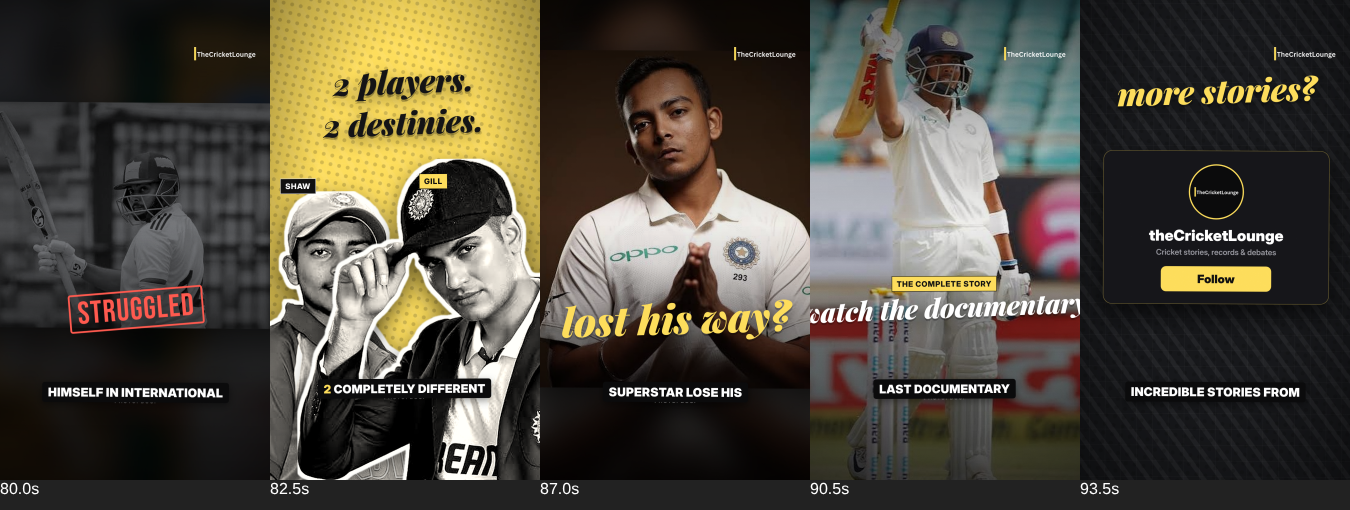 TheCricketLounge
STRUGGLED
HIMSELF IN INTERNATIONAL
80.0s
2 players.
2 destinies.
SHAW
GILL
2 COMPLETELY DIFFERENT
82.5s
TheCricketLounge
oppo
293
lost his way?
SUPERSTAR LOSE HIS
87.0s
TheCricketLounge
THE COMPLETE STORY
watch the documentary
LAST DOCUMENTARY
90.5s
TheCricketLounge
more stories?
TheCricketLounge
theCricketLounge
Cricket stories, records & debates
Follow
INCREDIBLE STORIES FROM
93.5s